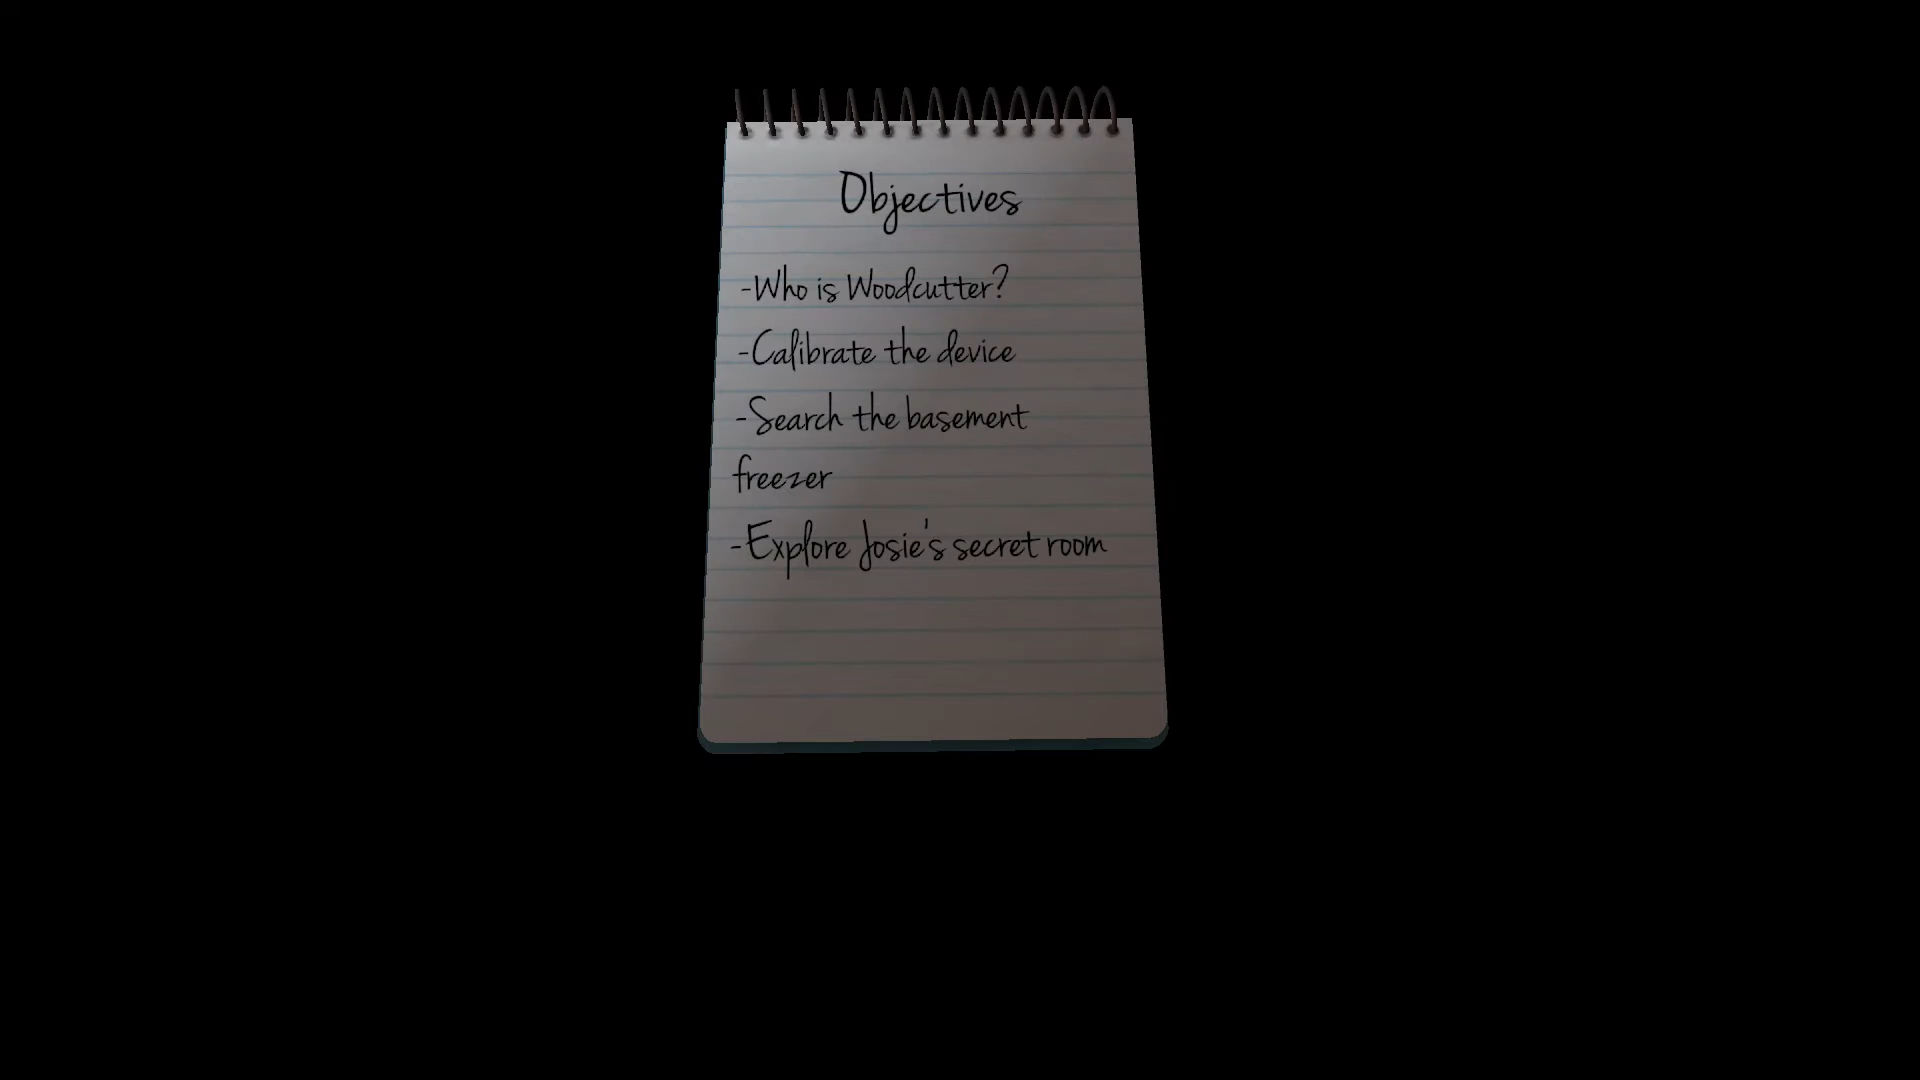 Objectives
-Who is Woodcutter?
-Calibrate the device
-Search the basement
freezer
-Explore Josie's secret room